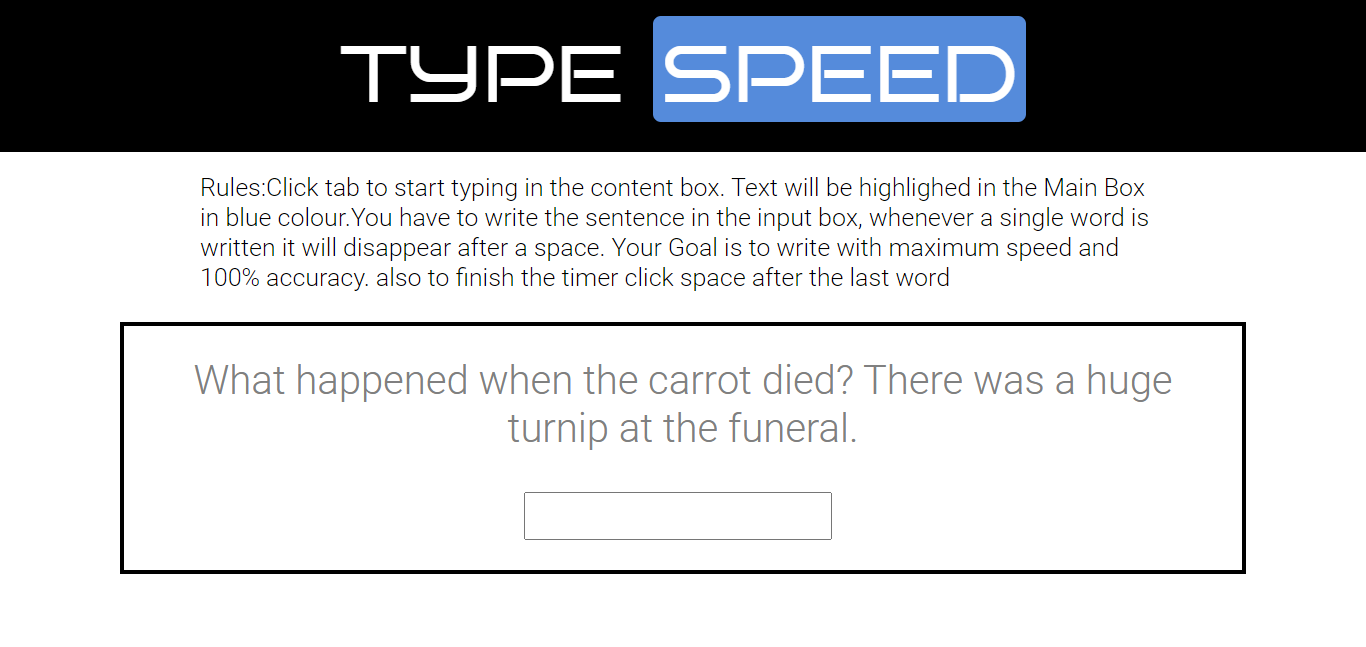 TYPE SPEED
Rules:Click tab to start typing in the content box. Text will be highlighed in the Main Box
in blue colour.You have to write the sentence in the input box, whenever a single word is
written it will disappear after a space. Your Goal is to write with maximum speed and
100% accuracy. also to finish the timer click space after the last word
What happened when the carrot died? There was a huge
turnip at the funeral.